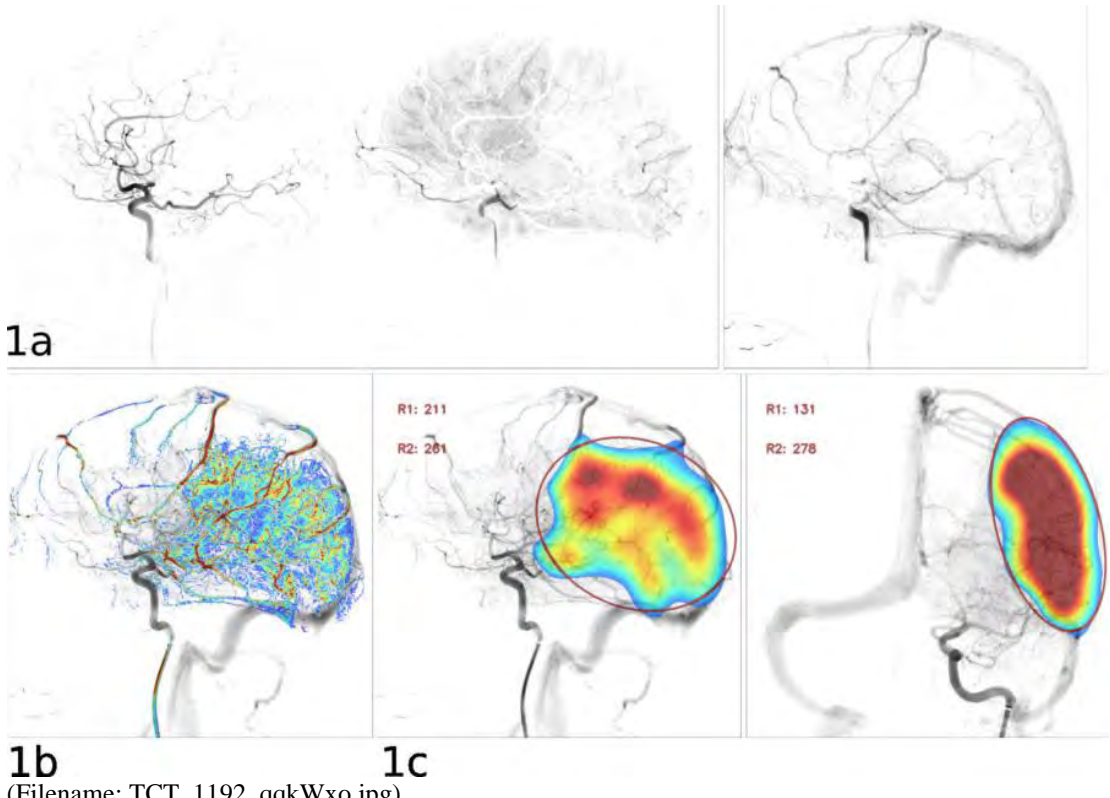 1a
R1: 211
R2: 261
R1: 131
R2: 278
1b
1c
(Filename: TCT_1192_qqkWxo.jpg)